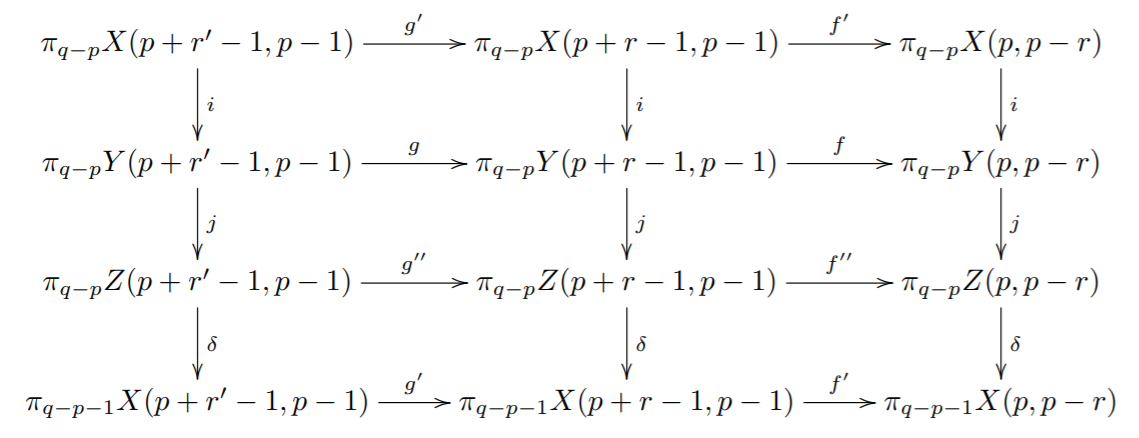 π_{q−p}X(p + r′ − 1, p − 1) g′ π_{q−p}X(p + r − 1, p − 1) f′ π_{q−p}X(p, p − r)
i i i
π_{q−p}Y(p + r′ − 1, p − 1) g π_{q−p}Y(p + r − 1, p − 1) f π_{q−p}Y(p, p − r)
j j j
π_{q−p}Z(p + r′ − 1, p − 1) g″ π_{q−p}Z(p + r − 1, p − 1) f″ π_{q−p}Z(p, p − r)
δ δ δ
π_{q−p−1}X(p + r′ − 1, p − 1) g′ π_{q−p−1}X(p + r − 1, p − 1) f′ π_{q−p−1}X(p, p − r)